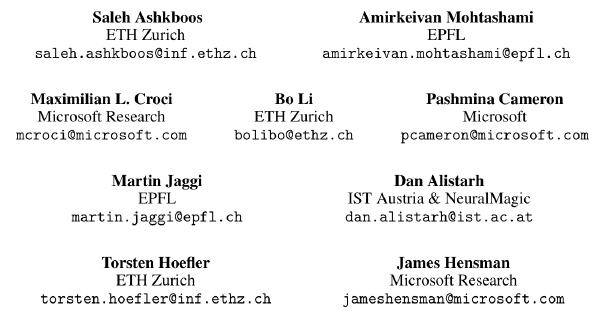 Saleh Ashkboos
ETH Zurich
saleh.ashkboos@inf.ethz.ch
Amirkeivan Mohtashami
EPFL
amirkeivan.mohtashami@epfl.ch
Maximilian L. Croci
Microsoft Research
mcroci@microsoft.com
Bo Li
ETH Zurich
bolibo@ethz.ch
Pashmina Cameron
Microsoft
pcameron@microsoft.com
Martin Jaggi
EPFL
martin.jaggi@epfl.ch
Dan Alistarh
IST Austria & NeuralMagic
dan.alistarh@ist.ac.at
Torsten Hoefler
ETH Zurich
torsten.hoefler@inf.ethz.ch
James Hensman
Microsoft Research
jameshensman@microsoft.com